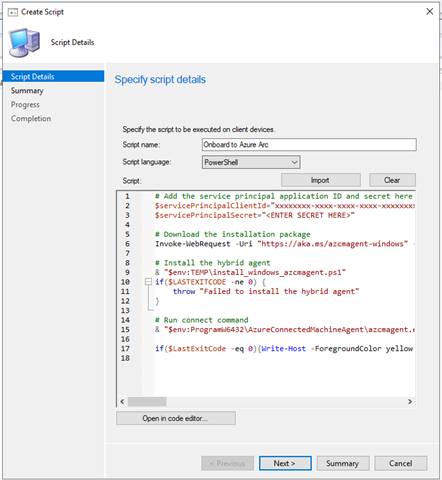 Create Script
Script Details
Script Details
Summary
Progress
Completion
Specify script details
Specify the script to be executed on client devices.
Script name: Onboard to Azure Arc
Script language: PowerShell
Script: Import Clear
1 # Add the service principal application ID and secret here
2 $servicePrincipalClientId="xxxxxxxx-xxxx-xxxx-xxxx-xxxxxxxx
3 $servicePrincipalSecret="<ENTER SECRET HERE>"
4
5 # Download the installation package
6 Invoke-WebRequest -Uri "https://aka.ms/azcmagent-windows" -
7
8 # Install the hybrid agent
9 & "$env:TEMP\install_windows_azcmagent.ps1"
10 if($LASTEXITCODE -ne 0) {
11 throw "Failed to install the hybrid agent"
12 }
13
14 # Run connect command
15 & "$env:ProgramW6432\AzureConnectedMachineAgent\azcmagent.e
16
17 if($LastExitCode -eq 0){Write-Host -ForegroundColor yellow
18
Open in code editor...
< Previous Next > Summary Cancel